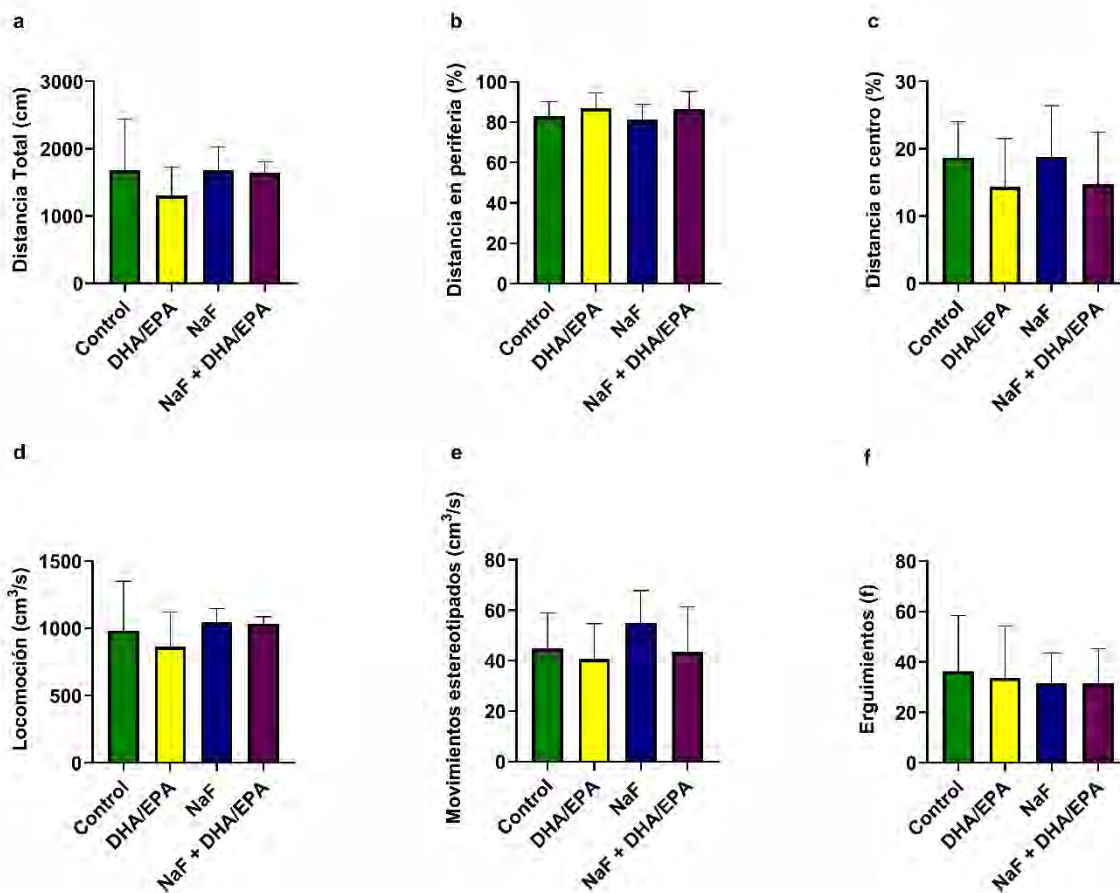 a
Distancia Total (cm)
3000
2000
1000
0
Control
DHA/EPA
NaF
NaF + DHA/EPA
b
Distancia en periferia (%)
100
80
60
40
20
0
Control
DHA/EPA
NaF
NaF + DHA/EPA
c
Distancia en centro (%)
30
20
10
0
Control
DHA/EPA
NaF
NaF + DHA/EPA
d
Locomoción (cm³/s)
1500
1000
500
0
Control
DHA/EPA
NaF
NaF + DHA/EPA
e
Movimientos estereotipados (cm³/s)
80
60
40
20
0
Control
DHA/EPA
NaF
NaF + DHA/EPA
f
Erguimientos (f)
80
60
40
20
0
Control
DHA/EPA
NaF
NaF + DHA/EPA